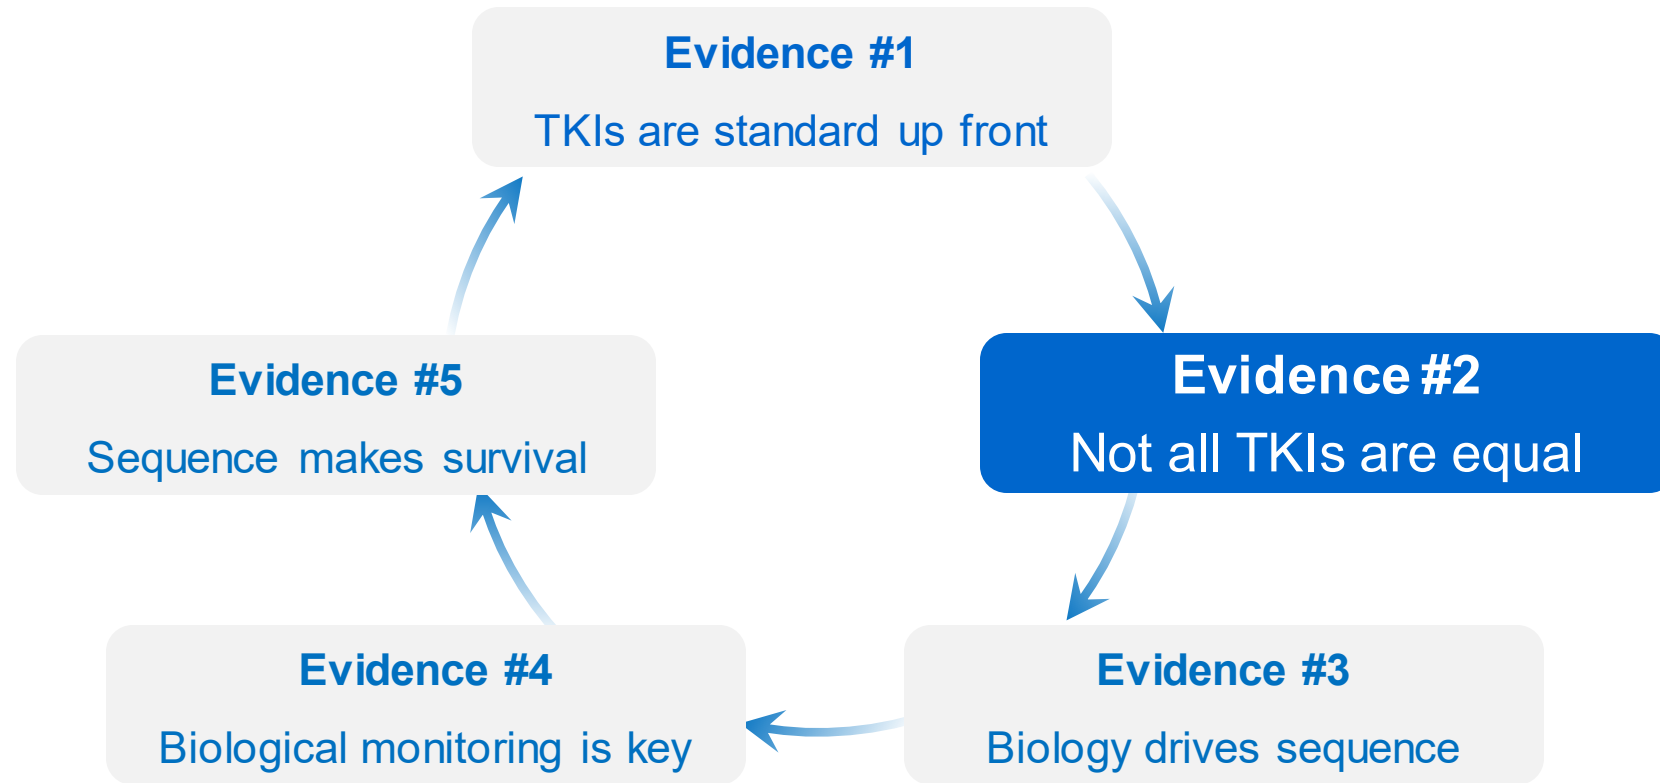 Evidence #1
TKIs are standard up front
Evidence #2
Not all TKIs are equal
Evidence #3
Biology drives sequence
Evidence #4
Biological monitoring is key
Evidence #5
Sequence makes survival